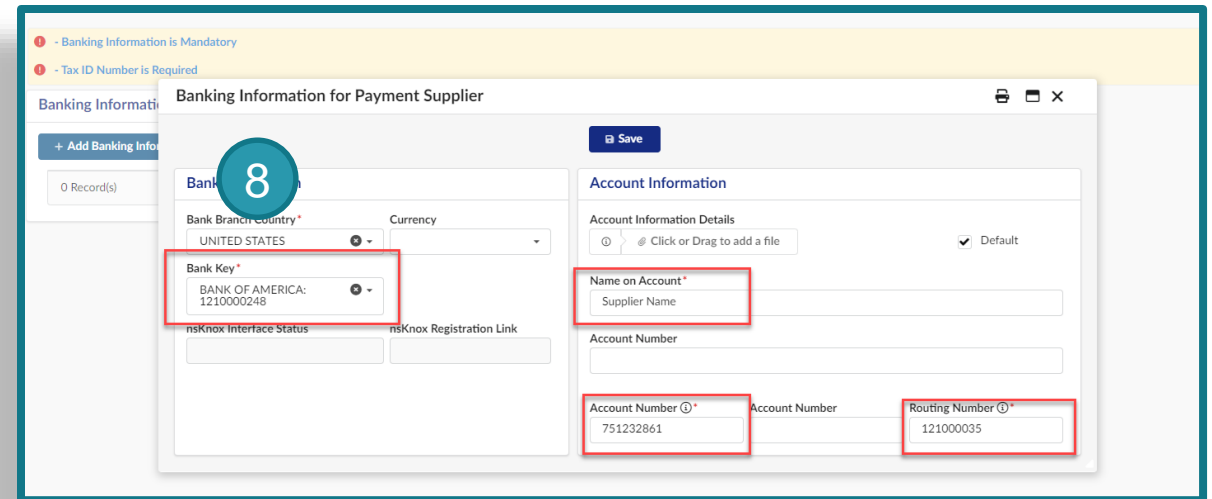 - Banking Information is Mandatory
- Tax ID Number is Required
Banking Informati
+ Add Banking Infor
0 Record(s)
Banking Information for Payment Supplier
Save
8
Bank n
Bank Branch Country*
Currency
UNITED STATES
Bank Key*
BANK OF AMERICA:
1210000248
nsKnox Interface Status
nsKnox Registration Link
Account Information
Account Information Details
Click or Drag to add a file
Default
Name on Account*
Supplier Name
Account Number
Account Number *
Account Number
Routing Number *
751232861
121000035